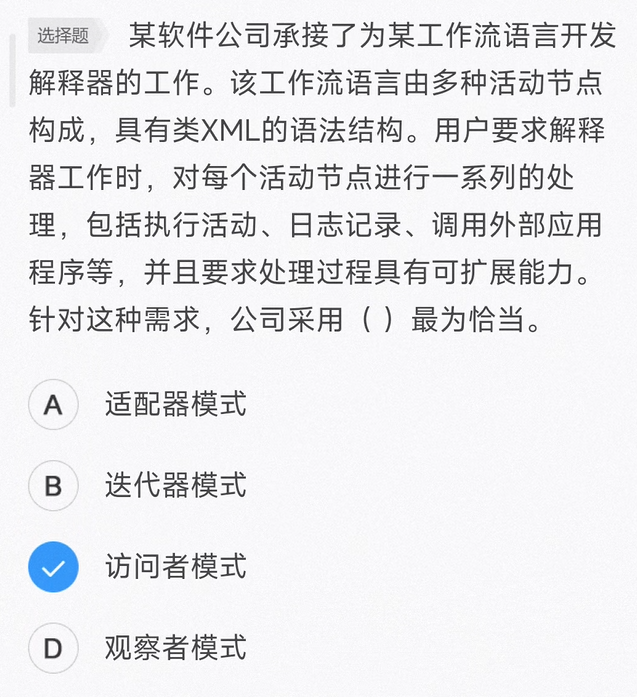 选择题 某软件公司承接了为某工作流语言开发
解释器的工作。该工作流语言由多种活动节点
构成，具有类XML的语法结构。用户要求解释
器工作时，对每个活动节点进行一系列的处
理，包括执行活动、日志记录、调用外部应用
程序等，并且要求处理过程具有可扩展能力。
针对这种需求，公司采用（ ）最为恰当。
A 适配器模式
B 迭代器模式
访问者模式
D 观察者模式